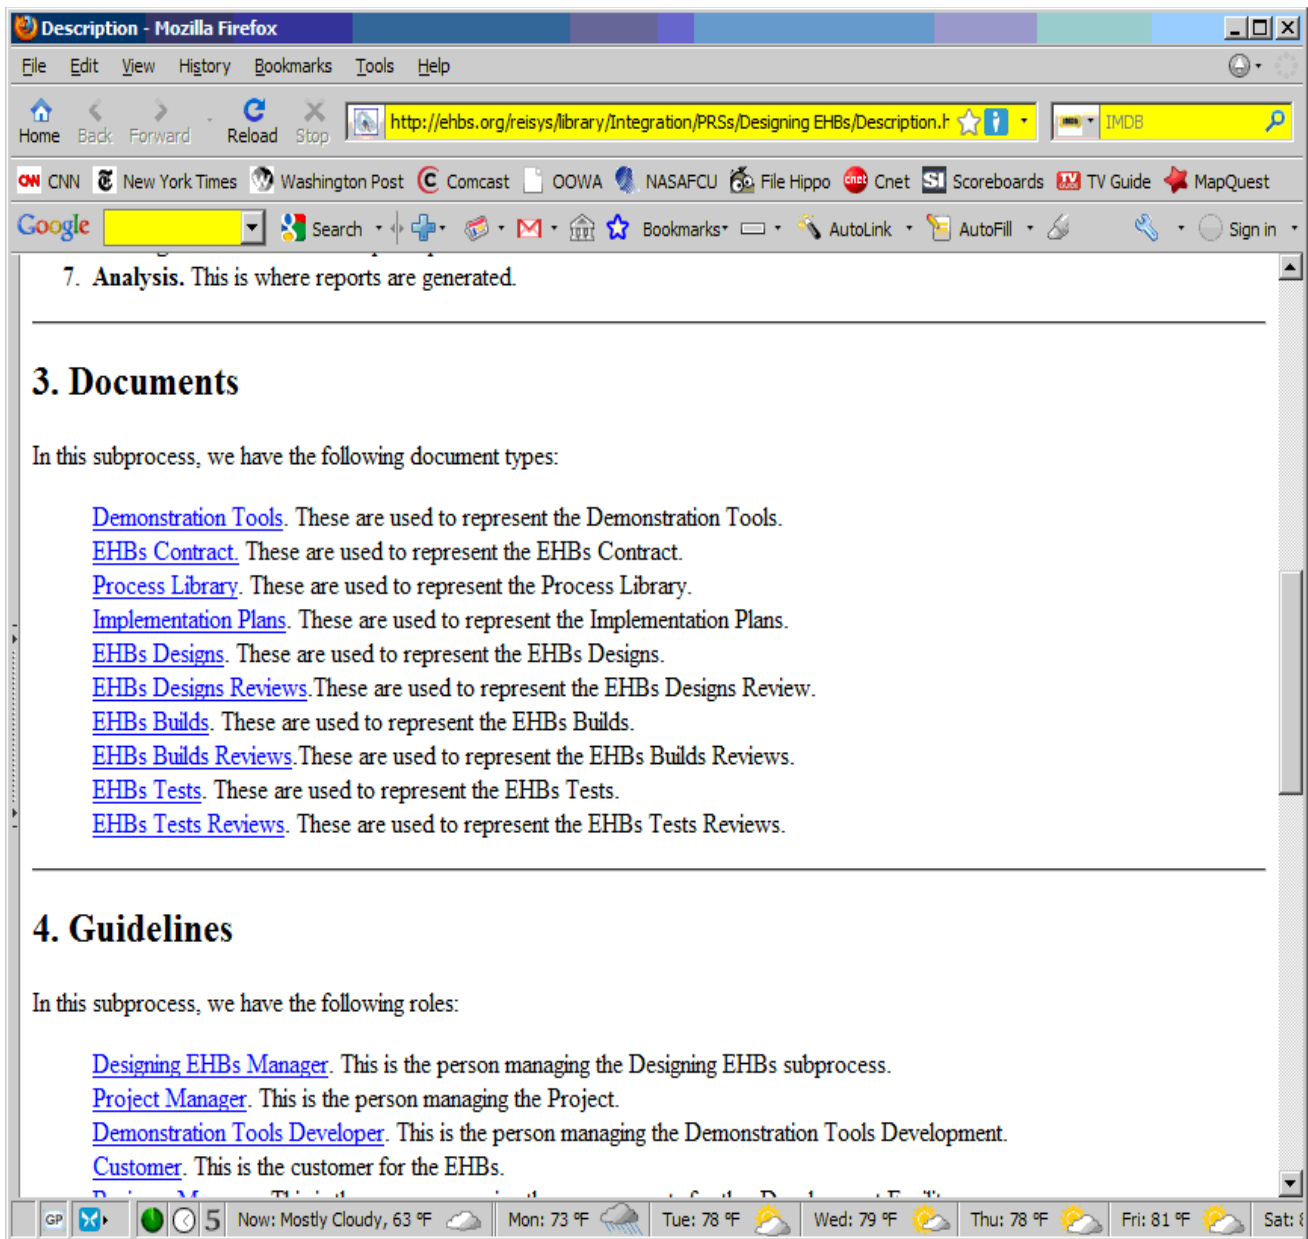 Description - Mozilla Firefox
File Edit View History Bookmarks Tools Help
Home Back Forward Reload Stop http://ehbs.org/reisys/library/Integration/PRSs/Designing EHBs/Description.h IMDB
CNN New York Times Washington Post Comcast OOWA NASAFCU File Hippo cnet Cnet SI Scoreboards TV Guide MapQuest
Google Search Bookmarks AutoLink AutoFill Sign in
7. Analysis. This is where reports are generated.
3. Documents
In this subprocess, we have the following document types:
Demonstration Tools. These are used to represent the Demonstration Tools.
EHBs Contract. These are used to represent the EHBs Contract.
Process Library. These are used to represent the Process Library.
Implementation Plans. These are used to represent the Implementation Plans.
EHBs Designs. These are used to represent the EHBs Designs.
EHBs Designs Reviews.These are used to represent the EHBs Designs Review.
EHBs Builds. These are used to represent the EHBs Builds.
EHBs Builds Reviews.These are used to represent the EHBs Builds Reviews.
EHBs Tests. These are used to represent the EHBs Tests.
EHBs Tests Reviews. These are used to represent the EHBs Tests Reviews.
4. Guidelines
In this subprocess, we have the following roles:
Designing EHBs Manager. This is the person managing the Designing EHBs subprocess.
Project Manager. This is the person managing the Project.
Demonstration Tools Developer. This is the person managing the Demonstration Tools Development.
Customer. This is the customer for the EHBs.
GP 5 Now: Mostly Cloudy, 63 °F Mon: 73 °F Tue: 78 °F Wed: 79 °F Thu: 78 °F Fri: 81 °F Sat: